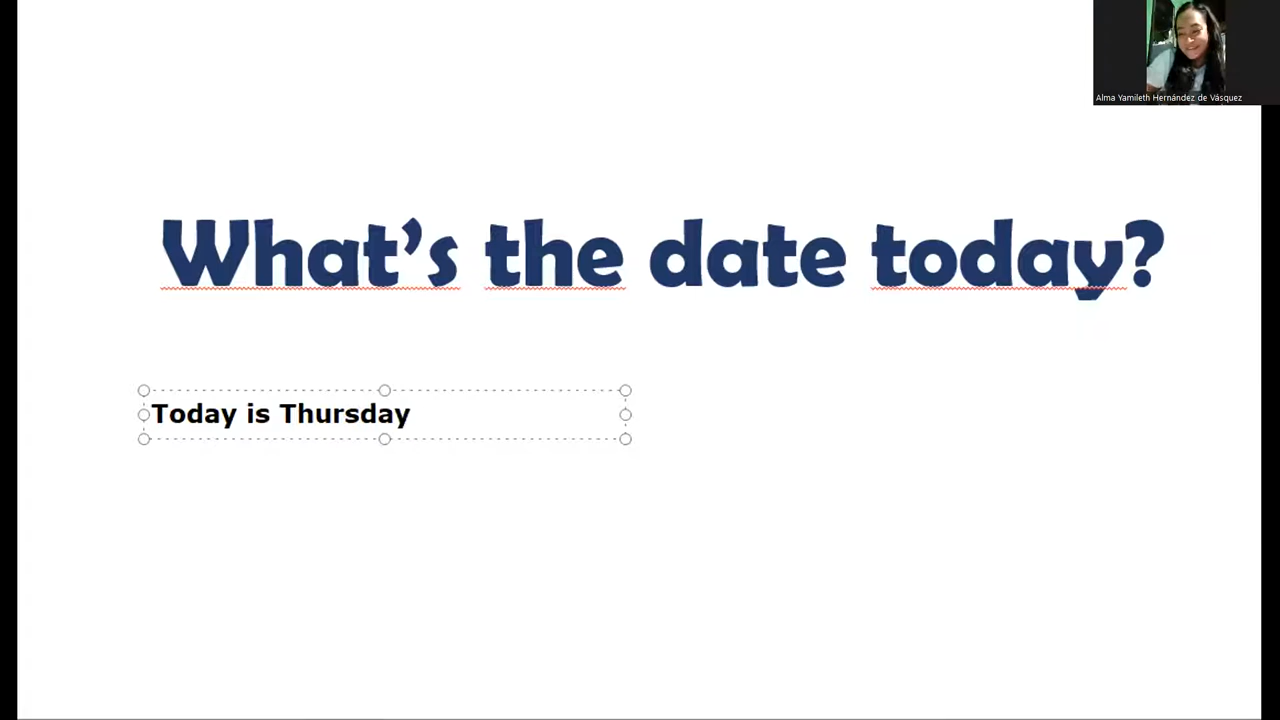 Alma Yamileth Hernández de Vásquez
What's the date today?
Today is Thursday